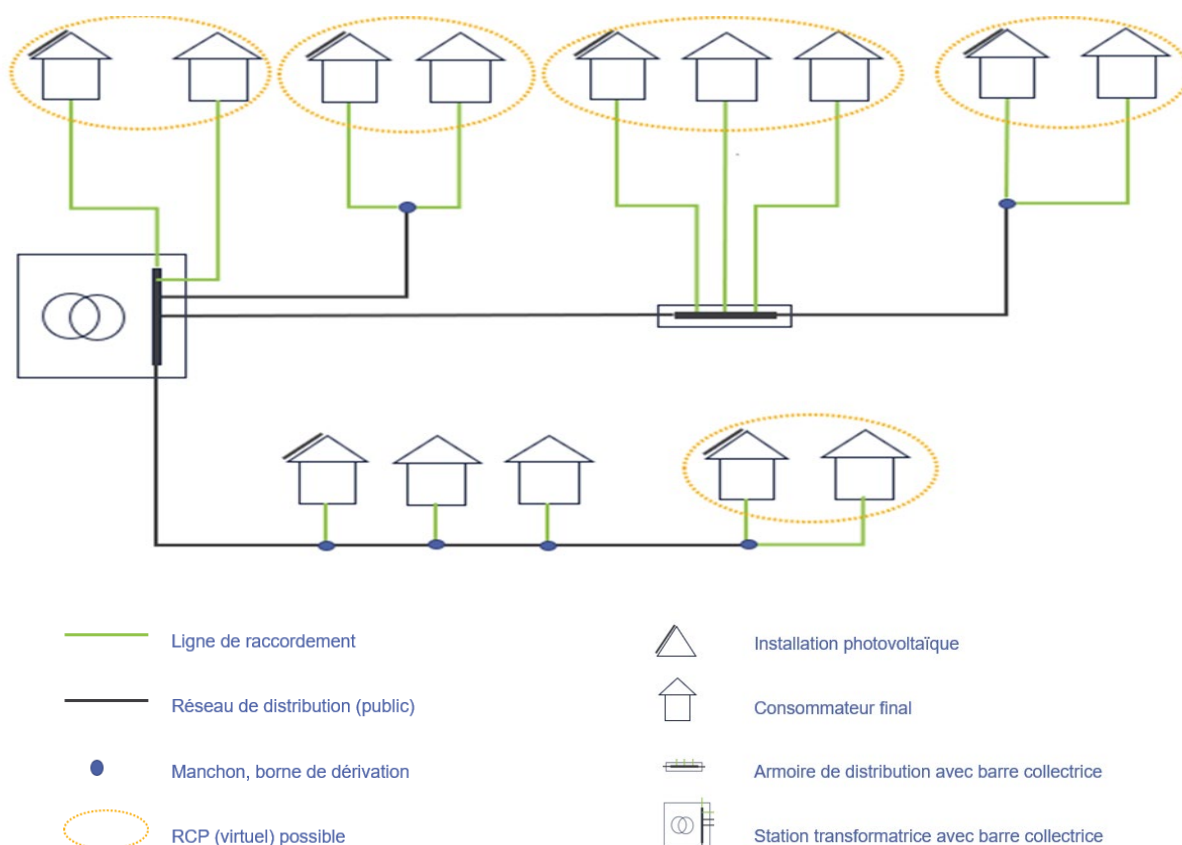 Ligne de raccordement
Installation photovoltaïque
Réseau de distribution (public)
Consommateur final
Manchon, borne de dérivation
Armoire de distribution avec barre collectrice
RCP (virtuel) possible
Station transformatrice avec barre collectrice